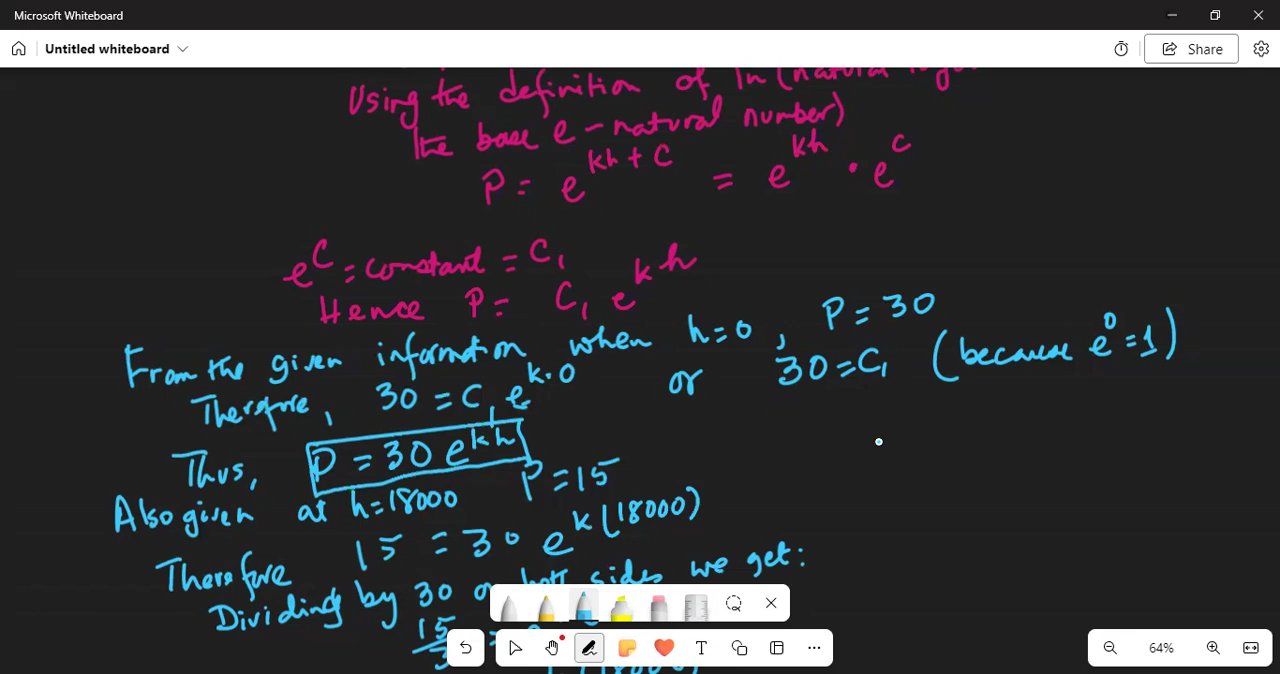 Microsoft Whiteboard
Untitled whiteboard
Share
Using the definition of ln (natural
the base e - natural number)
P = e^{kh + C} = e^{kh} · e^{C}
e^{C} = constant = C₁
Hence P = C₁ e^{kh}
From the given information when h = 0, P = 30
Therefore, 30 = C₁ e^{k·0} or 30 = C₁ (because e^{0} = 1)
Thus, P = 30 e^{kh}
Also given at h = 18000 P = 15
Therefore 15 = 30 e^{k(18000)}
Dividing by 30 on both sides we get:
15
64%